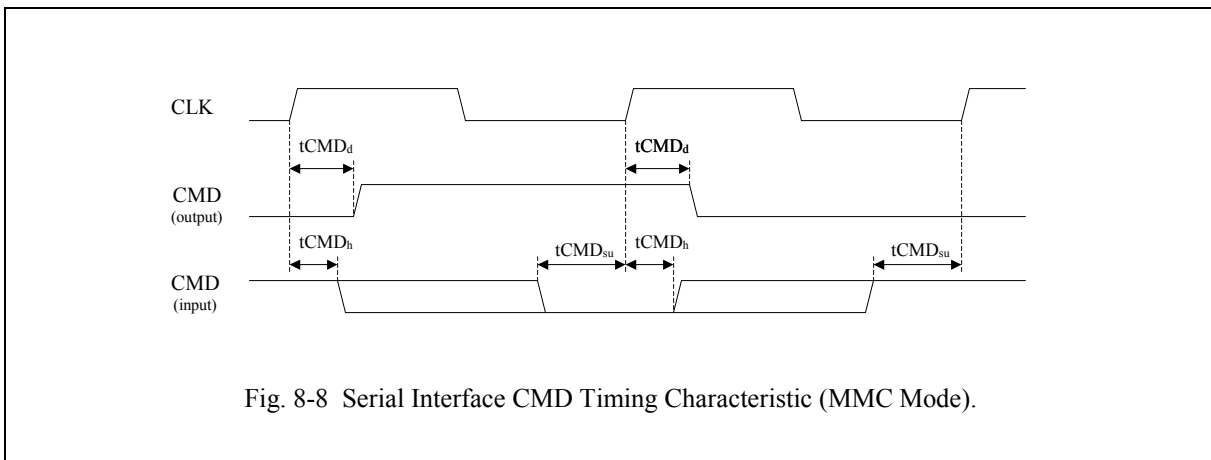 CLK
tCMDd tCMDd
CMD
(output)
tCMDh tCMDsu tCMDh tCMDsu
CMD
(input)
Fig. 8-8 Serial Interface CMD Timing Characteristic (MMC Mode).